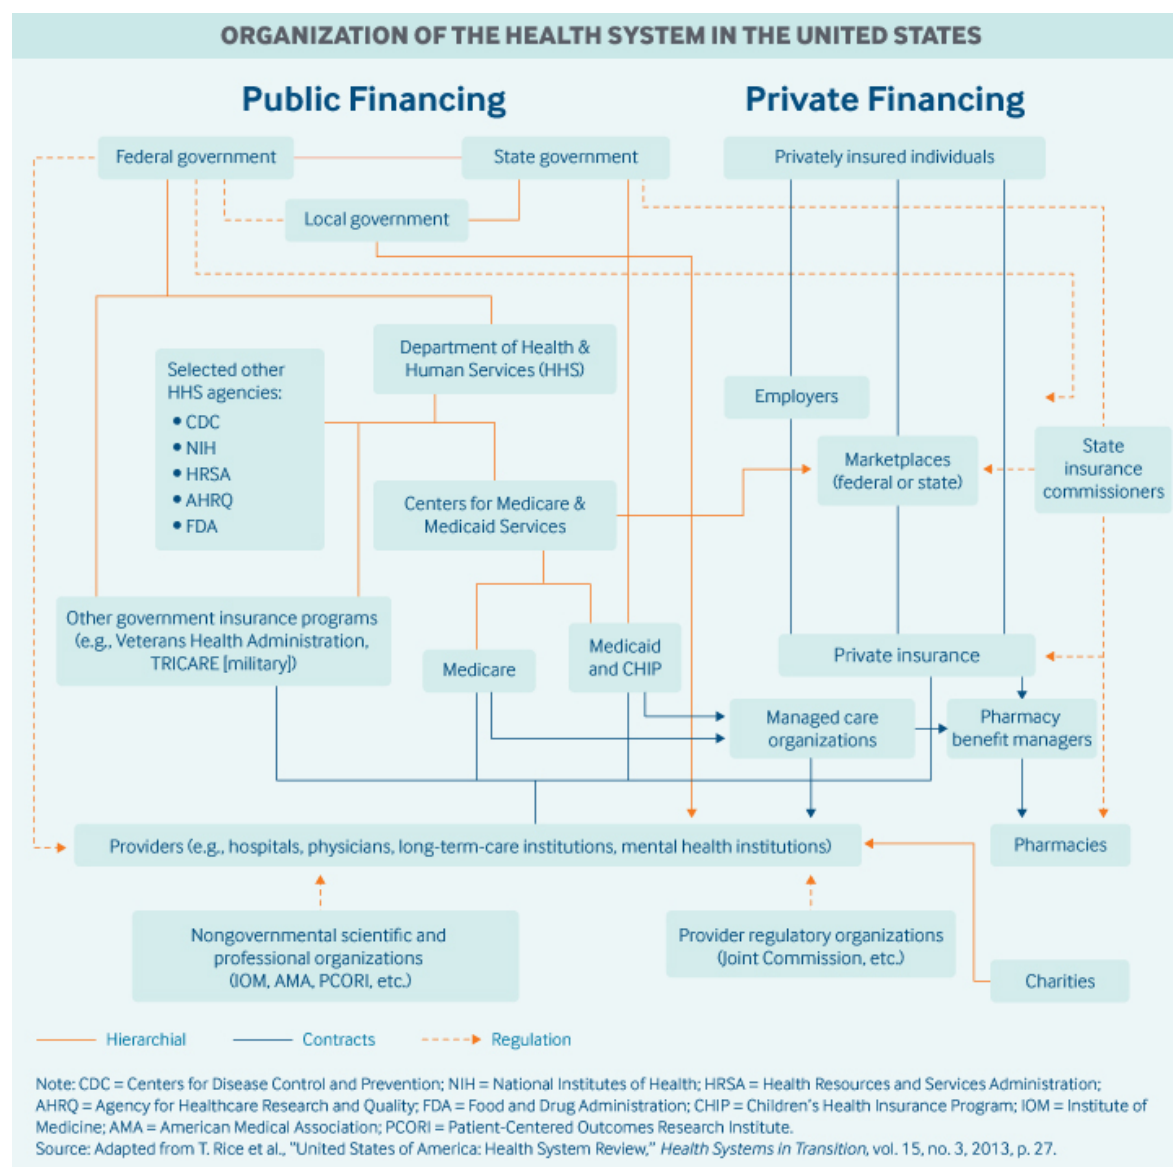 ORGANIZATION OF THE HEALTH SYSTEM IN THE UNITED STATES
Public Financing
Private Financing
Federal government
State government
Privately insured individuals
Local government
Department of Health &
Human Services (HHS)
Selected other
HHS agencies:
• CDC
• NIH
• HRSA
• AHRQ
• FDA
Employers
Marketplaces
(federal or state)
State
insurance
commissioners
Centers for Medicare &
Medicaid Services
Other government insurance programs
(e.g., Veterans Health Administration,
TRICARE [military])
Medicare
Medicaid
and CHIP
Private insurance
Managed care
organizations
Pharmacy
benefit managers
Providers (e.g., hospitals, physicians, long-term-care institutions, mental health institutions)
Pharmacies
Nongovernmental scientific and
professional organizations
(IOM, AMA, PCORI, etc.)
Provider regulatory organizations
(Joint Commission, etc.)
Charities
Hierarchial
Contracts
Regulation
Note: CDC = Centers for Disease Control and Prevention; NIH = National Institutes of Health; HRSA = Health Resources and Services Administration;
AHRQ = Agency for Healthcare Research and Quality; FDA = Food and Drug Administration; CHIP = Children's Health Insurance Program; IOM = Institute of
Medicine; AMA = American Medical Association; PCORI = Patient-Centered Outcomes Research Institute.
Source: Adapted from T. Rice et al., "United States of America: Health System Review," Health Systems in Transition, vol. 15, no. 3, 2013, p. 27.